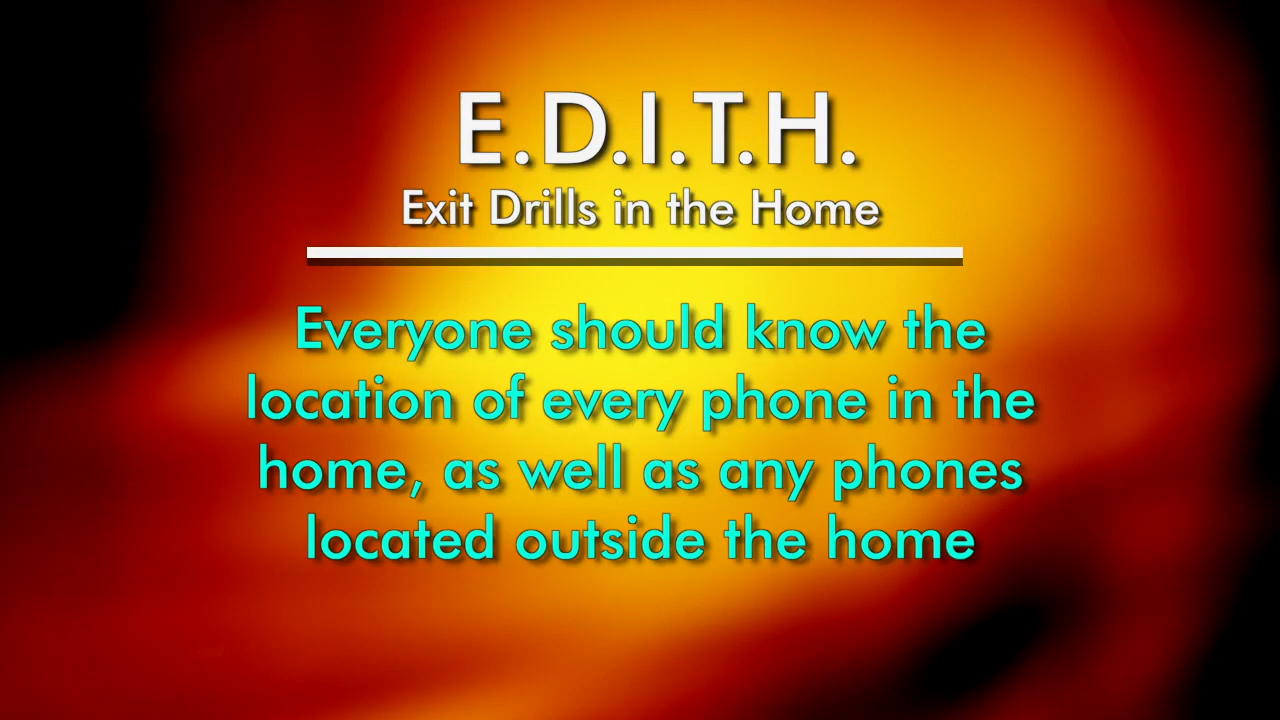 E.D.I.T.H.
Exit Drills in the Home
Everyone should know the
location of every phone in the
home, as well as any phones
located outside the home